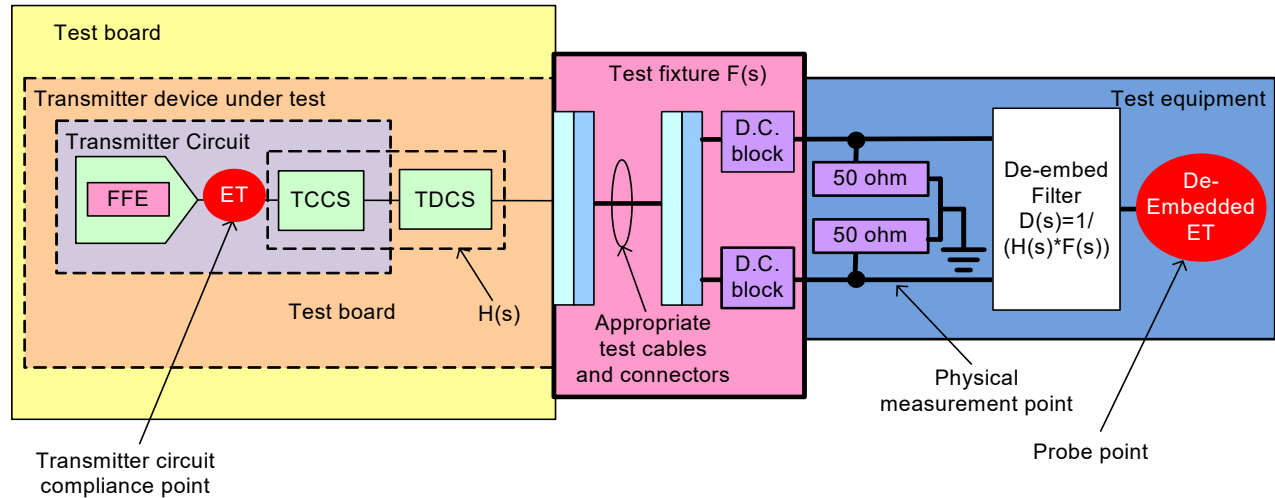 Test board
Transmitter device under test
Transmitter Circuit
FFE
ET
TCCS
TDCS
Test board
H(s)
Transmitter circuit
compliance point
Test fixture F(s)
D.C.
block
D.C.
block
Appropriate
test cables
and connectors
Test equipment
50 ohm
50 ohm
De-embed
Filter
D(s)=1/
(H(s)*F(s))
De-
Embedded
ET
Physical
measurement point
Probe point